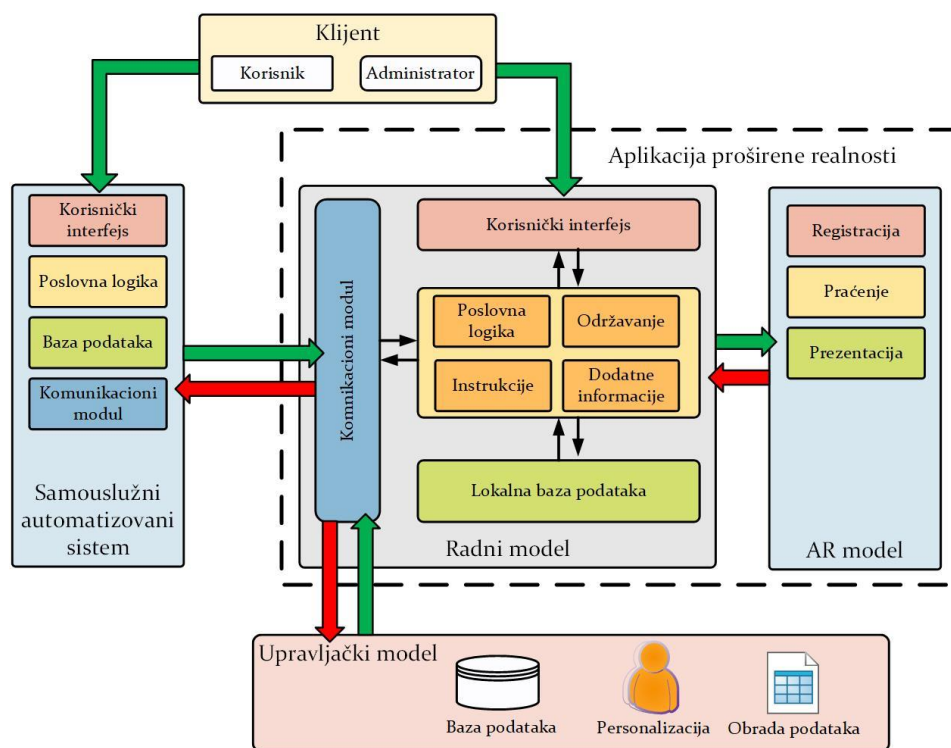 Klijent
Korisnik
Administrator
Aplikacija proširene realnosti
Korisnički
interfejs
Poslovna logika
Baza podataka
Komunikacioni
modul
Samouslužni
automatizovani
sistem
Komnikacioni modul
Korisnički interfejs
Poslovna
logika
Održavanje
Instrukcije
Dodatne
informacije
Lokalna baza podataka
Radni model
Registracija
Praćenje
Prezentacija
AR model
Upravljački model
Baza podataka
Personalizacija
Obrada podataka